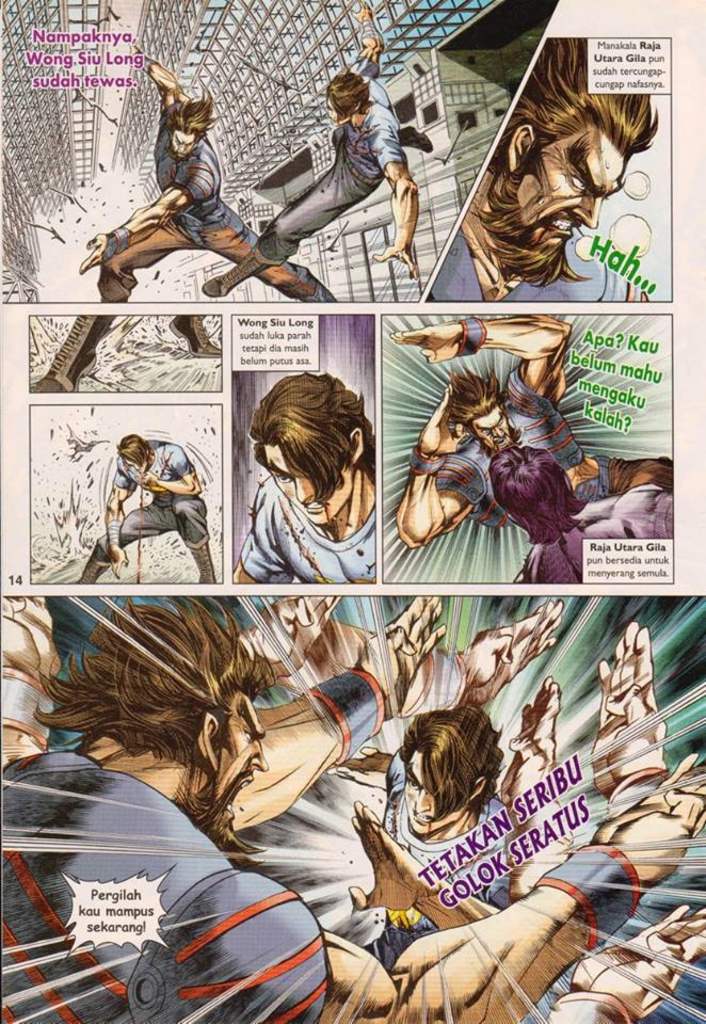 Nampaknya,
Wong Siu Long
sudah tewas.
Manakala Raja
Utara Gila pun
sudah tercungap-
cungap nafasnya.
Hah...
Wong Siu Long
sudah luka parah
tetapi dia masih
belum putus asa.
Apa? Kau
belum mahu
mengaku
kalah?
Raja Utara Gila
pun bersedia untuk
menyerang semula.
14
TETAKAN SERIBU
GOLOK SERATUS
Pergilah
kau mampus
sekarang!